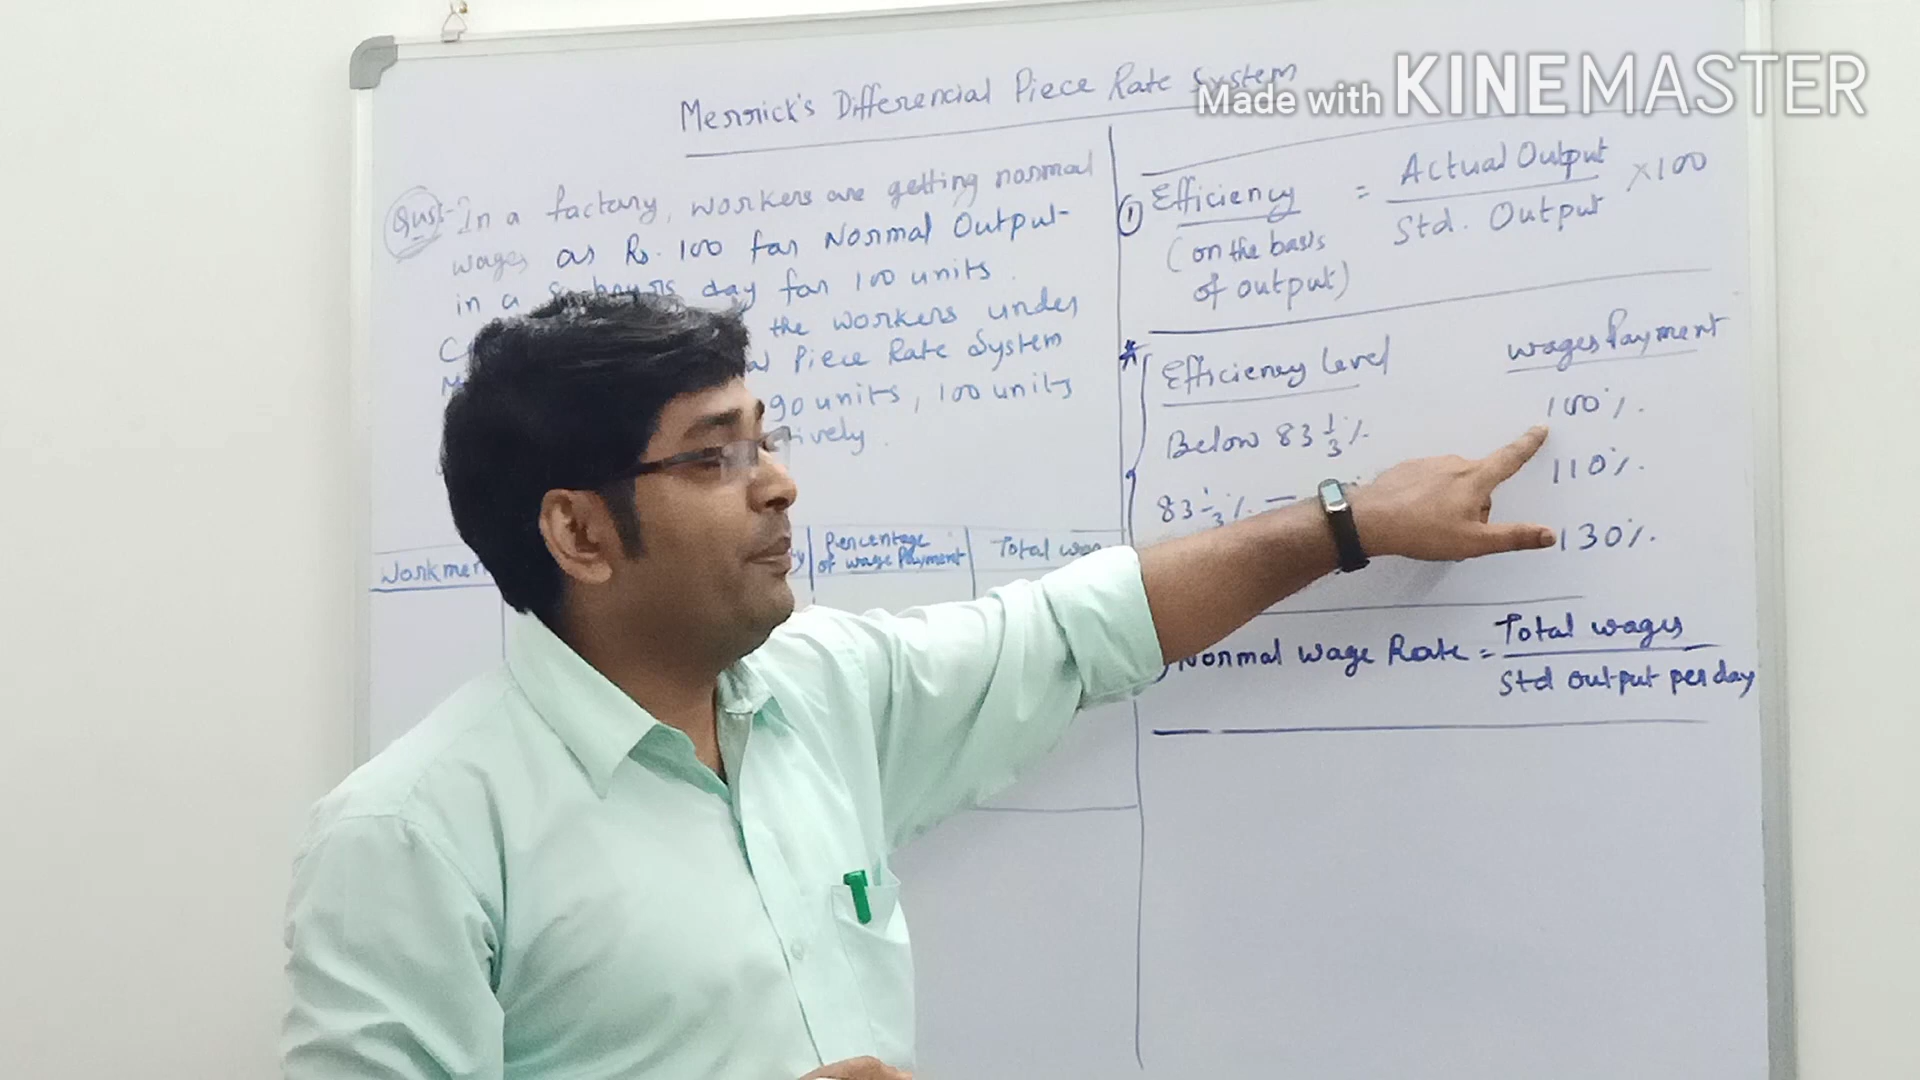 Merrick's Differencial Piece Rate System
Made with KINEMASTER
Qus:- In a factory, workers are getting normal
wages as Rs. 100 for Normal Output
in a 8 hours day for 100 units.
the workers under
Piece Rate System
90 units, 100 units
① Efficiency = Actual Output / Std. Output × 100
(on the basis
of output)
* Efficiency Level
Wages Payment
Below 83 1/3 %
100%.
83 1/3 % —
110%.
130%.
Normal Wage Rate = Total wages / Std output per day
Workmen
Percentage
of wage Payment
Total